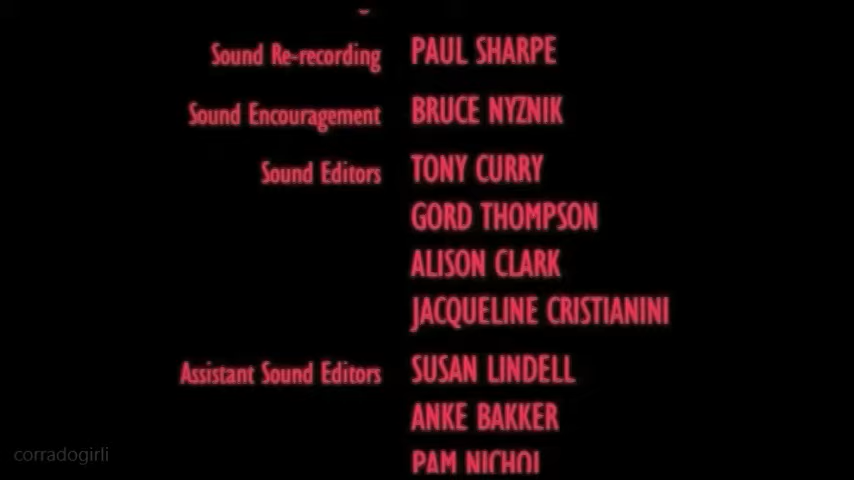 Sound Re-recording PAUL SHARPE
Sound Encouragement BRUCE NYZNIK
Sound Editors TONY CURRY
GORD THOMPSON
ALISON CLARK
JACQUELINE CRISTIANINI
Assistant Sound Editors SUSAN LINDELL
ANKE BAKKER
PAM
corradogirli